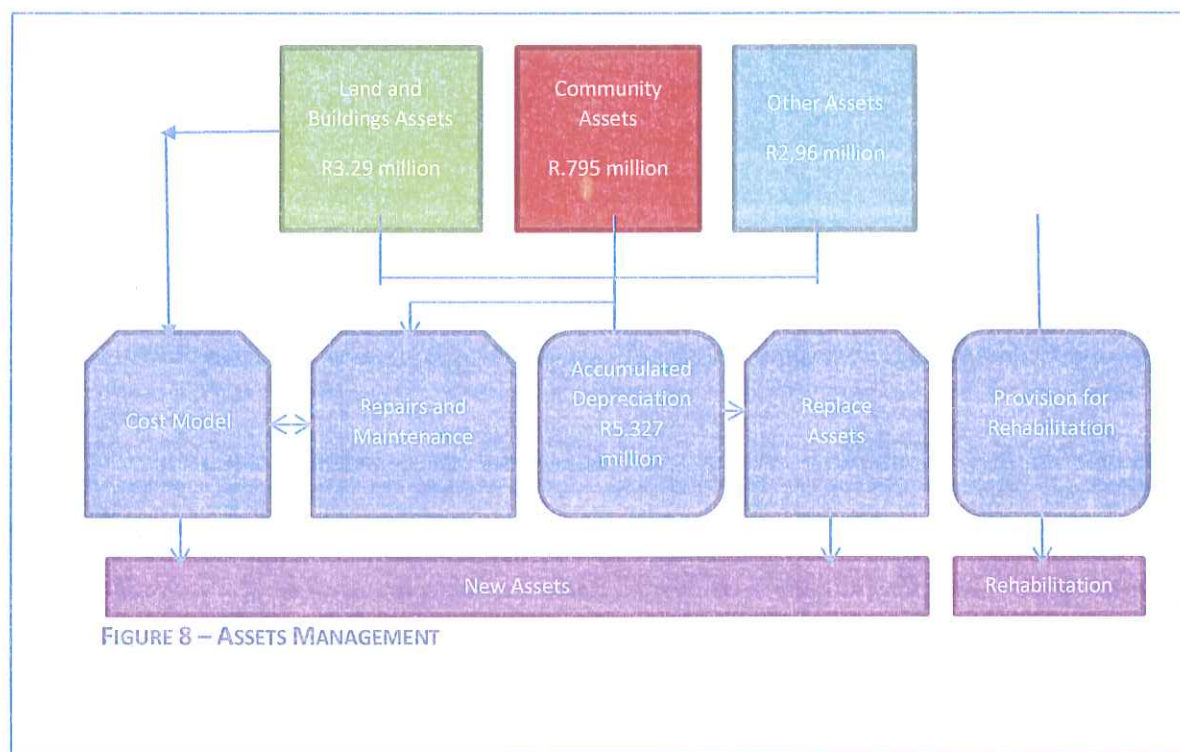 Land and
Buildings Assets
R3.29 million
Community
Assets
R.795 million
Other Assets
R2,96 million
Cost Model
Repairs and
Maintenance
Accumulated
Depreciation
R5.327
million
Replace
Assets
Provision for
Rehabilitation
New Assets
Rehabilitation
FIGURE 8 – ASSETS MANAGEMENT